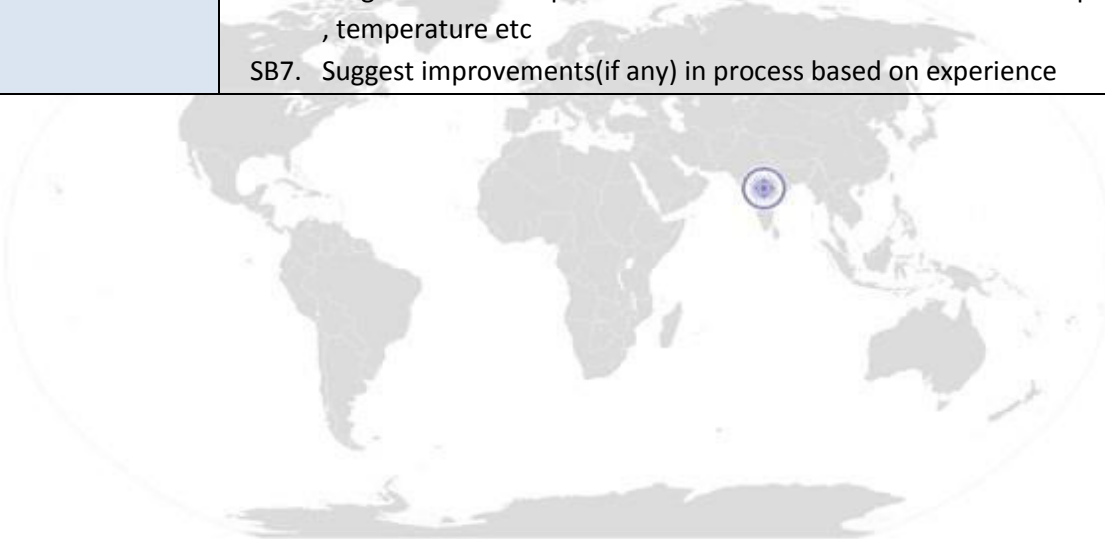 , temperature etc
SB7. Suggest improvements(if any) in process based on experience